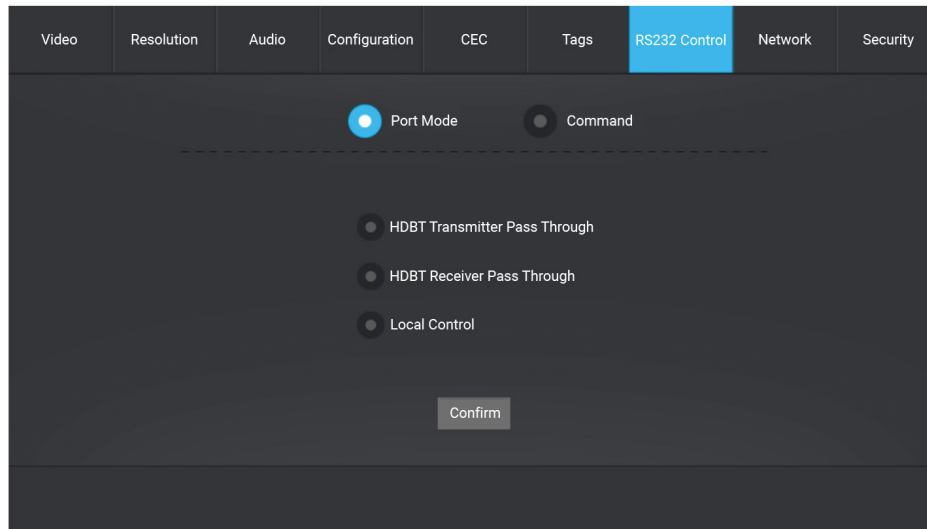 Video Resolution Audio Configuration CEC Tags RS232 Control Network Security
Port Mode Command
HDBT Transmitter Pass Through
HDBT Receiver Pass Through
Local Control
Confirm